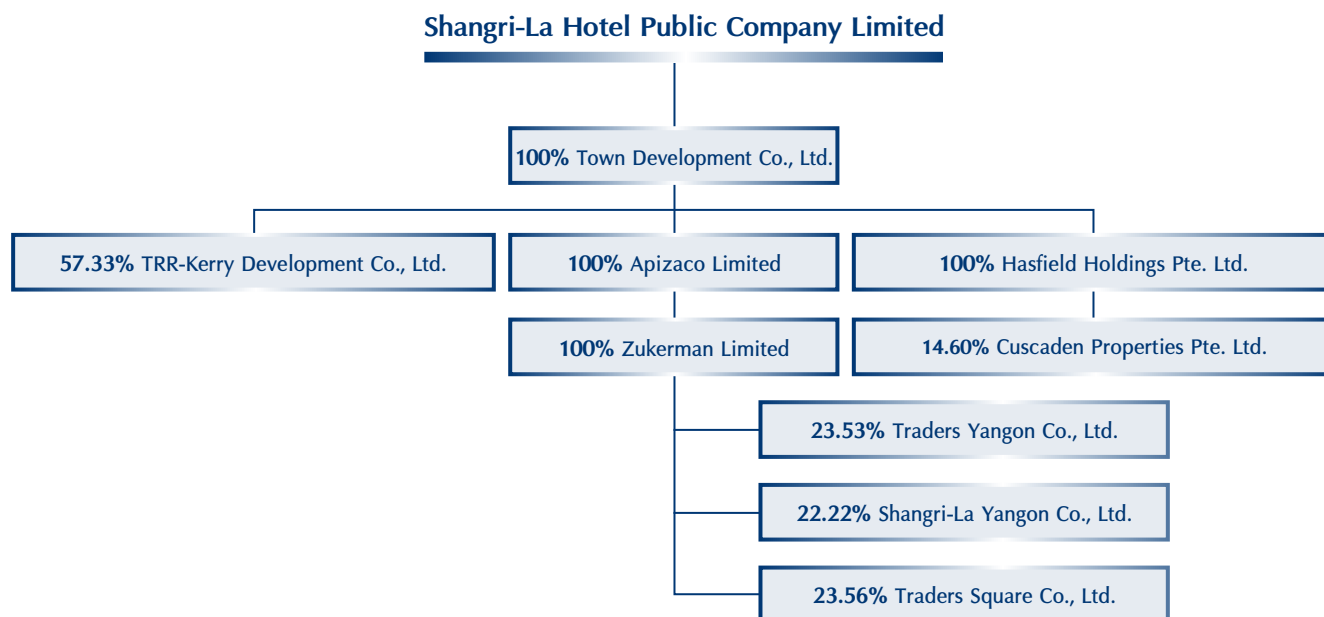 Shangri-La Hotel Public Company Limited
100% Town Development Co., Ltd.
57.33% TRR-Kerry Development Co., Ltd.
100% Apizaco Limited
100% Hasfield Holdings Pte. Ltd.
100% Zukerman Limited
14.60% Cuscaden Properties Pte. Ltd.
23.53% Traders Yangon Co., Ltd.
22.22% Shangri-La Yangon Co., Ltd.
23.56% Traders Square Co., Ltd.